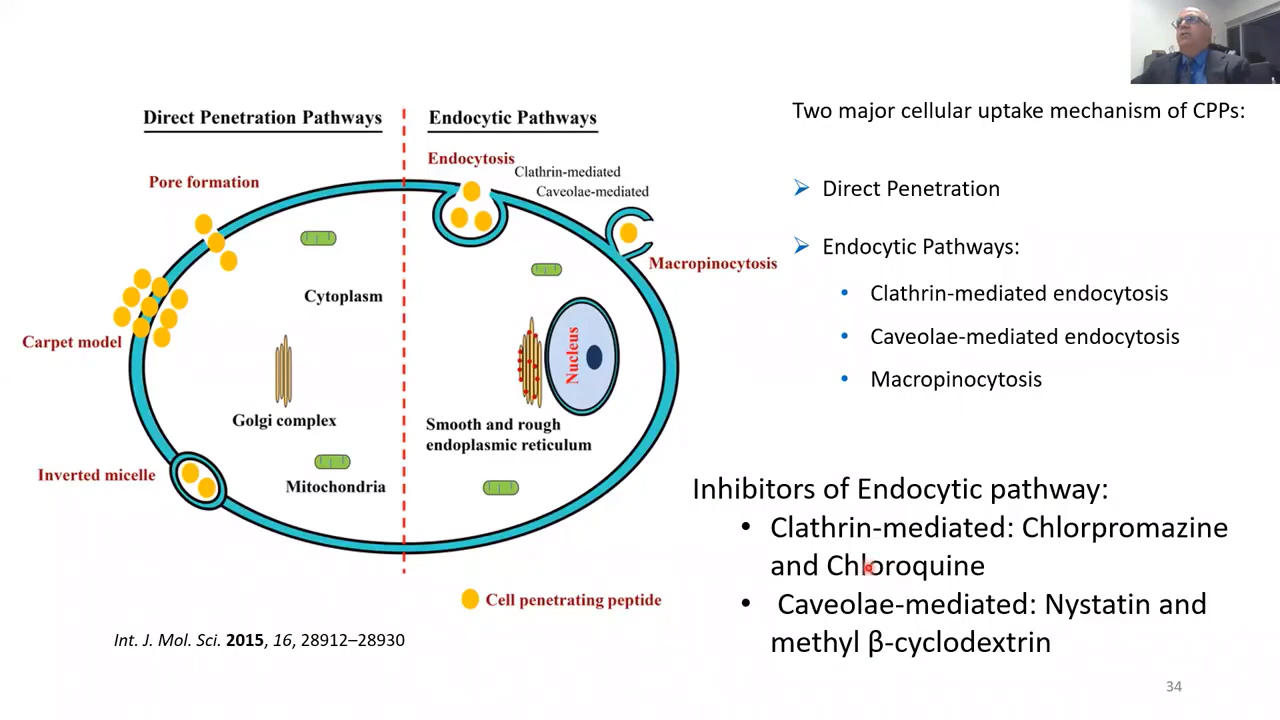 Direct Penetration Pathways
Endocytic Pathways
Pore formation
Carpet model
Inverted micelle
Cytoplasm
Golgi complex
Mitochondria
Endocytosis
Clathrin-mediated
Caveolae-mediated
Macropinocytosis
Nucleus
Smooth and rough
endoplasmic reticulum
Cell penetrating peptide
Int. J. Mol. Sci. 2015, 16, 28912–28930
Two major cellular uptake mechanism of CPPs:
➢ Direct Penetration
➢ Endocytic Pathways:
• Clathrin-mediated endocytosis
• Caveolae-mediated endocytosis
• Macropinocytosis
Inhibitors of Endocytic pathway:
• Clathrin-mediated: Chlorpromazine
and Chloroquine
• Caveolae-mediated: Nystatin and
methyl β-cyclodextrin
34